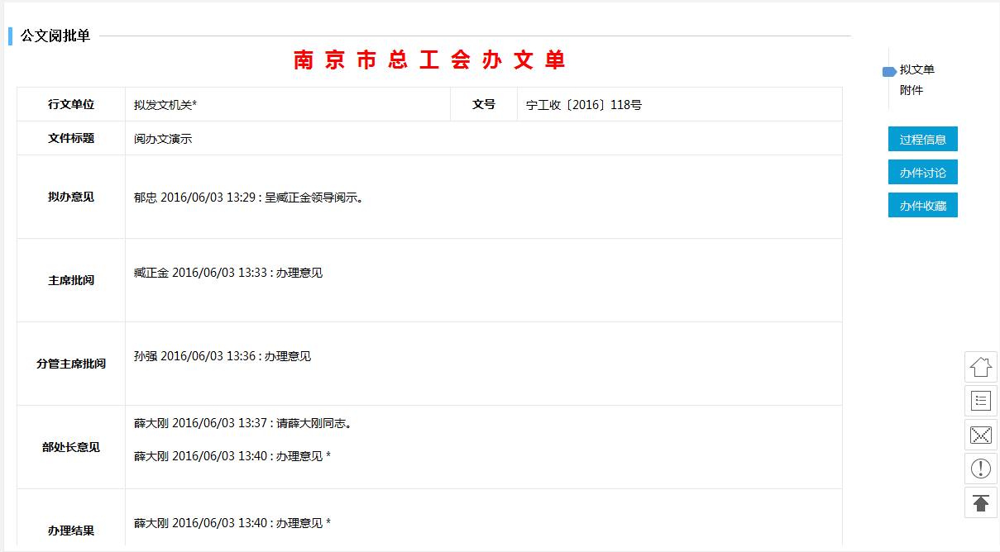 公文阅批单
南京市总工会办文单
行文单位 拟发文机关* 文号 宁工收〔2016〕118号
文件标题 阅办文演示
拟办意见 郁忠 2016/06/03 13:29 : 呈臧正金领导阅示。
主席批阅 臧正金 2016/06/03 13:33 : 办理意见
分管主席批阅 孙强 2016/06/03 13:36 : 办理意见
薛大刚 2016/06/03 13:37 : 请薛大刚同志。
部处长意见
薛大刚 2016/06/03 13:40 : 办理意见 *
办理结果 薛大刚 2016/06/03 13:40 : 办理意见 *
拟文单
附件
过程信息
办件讨论
办件收藏